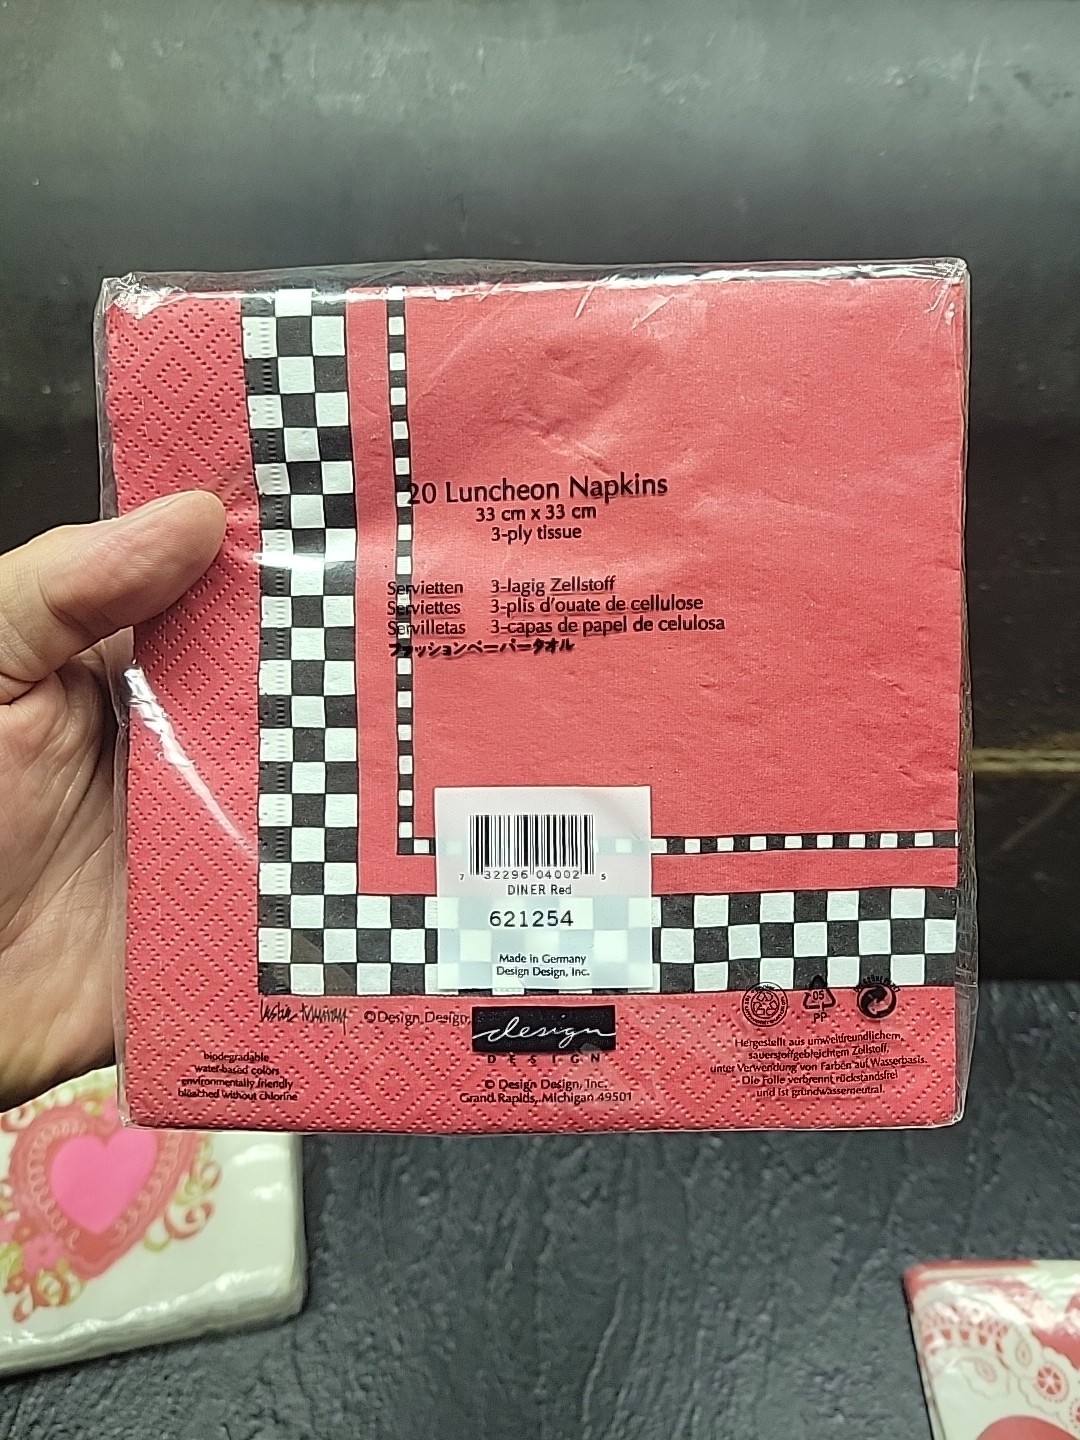 20 Luncheon Napkins
33 cm x 33 cm
3-ply tissue
Servietten 3-lagig Zellstoff
Serviettes 3-plis d'ouate de cellulose
Servilletas 3-capas de papel de celulosa
ファッションペーパータオル
7 32296 04002 5
DINER Red
621254
Made in Germany
Design Design, Inc.
©Design Design,
design
DESIGN
biodegradable
water-based colors
environmentally friendly
bleached without chlorine
© Design Design, Inc.
Grand Rapids, Michigan 49501
05
PP
Hergestellt aus umweltfreundlichem,
sauerstoffgebleichtem Zellstoff,
unter Verwendung von Farben auf Wasserbasis.
Die Folie verbrennt rückstandsfrei
und ist grundwasserneutral.